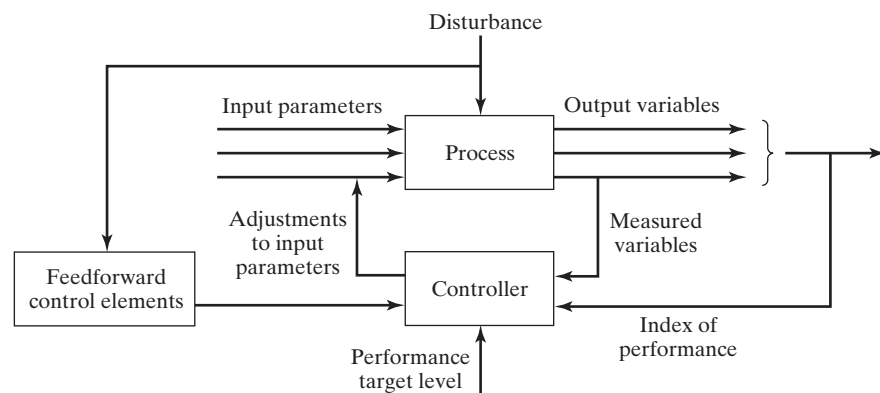 Disturbance
Input parameters
Output variables
Process
Adjustments
to input
parameters
Measured
variables
Feedforward
control elements
Controller
Index of
performance
Performance
target level